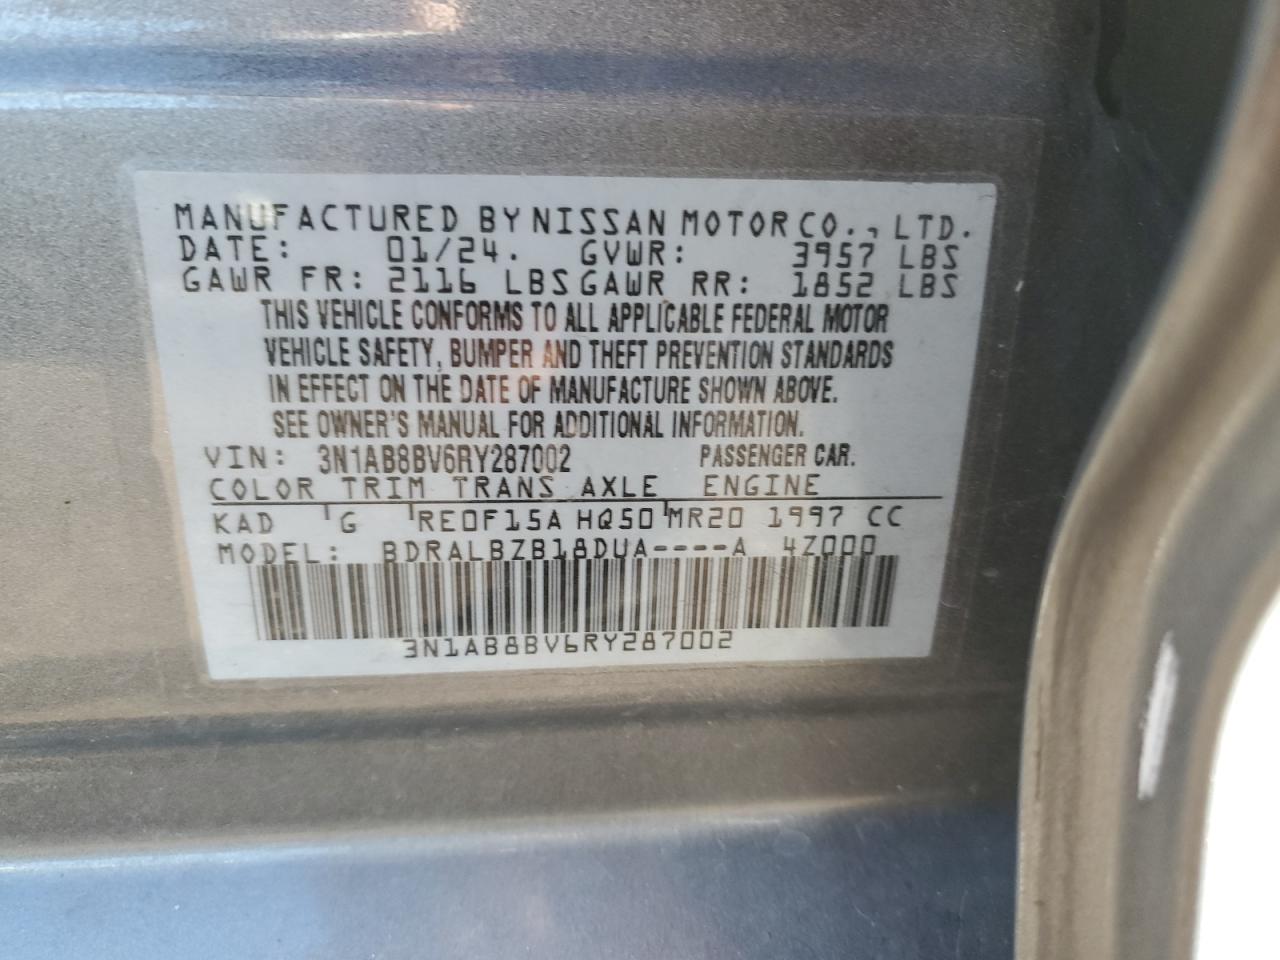 MANUFACTURED BY NISSAN MOTOR CO., LTD.
DATE: 01/24. GVWR: 3957 LBS
GAWR FR: 2116 LBS GAWR RR: 1852 LBS
THIS VEHICLE CONFORMS TO ALL APPLICABLE FEDERAL MOTOR
VEHICLE SAFETY, BUMPER AND THEFT PREVENTION STANDARDS
IN EFFECT ON THE DATE OF MANUFACTURE SHOWN ABOVE.
SEE OWNER'S MANUAL FOR ADDITIONAL INFORMATION.
VIN: 3N1AB8BV6RY287002 PASSENGER CAR.
COLOR TRIM TRANS AXLE ENGINE
KAD G RE0F15A HQ50 MR20 1997 CC
MODEL: BDRALBZB18DUA----A 4Z000
3N1AB8BV6RY287002